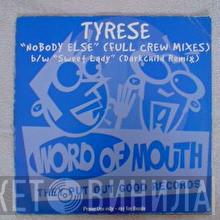 TYRESE
"NOBODY ELSE" (FULL CREW MIXES)
b/w "Sweet Lady" (Darkchild Remix)
WORD OF MOUTH
THEY PUT OUT GOOD RECORDS